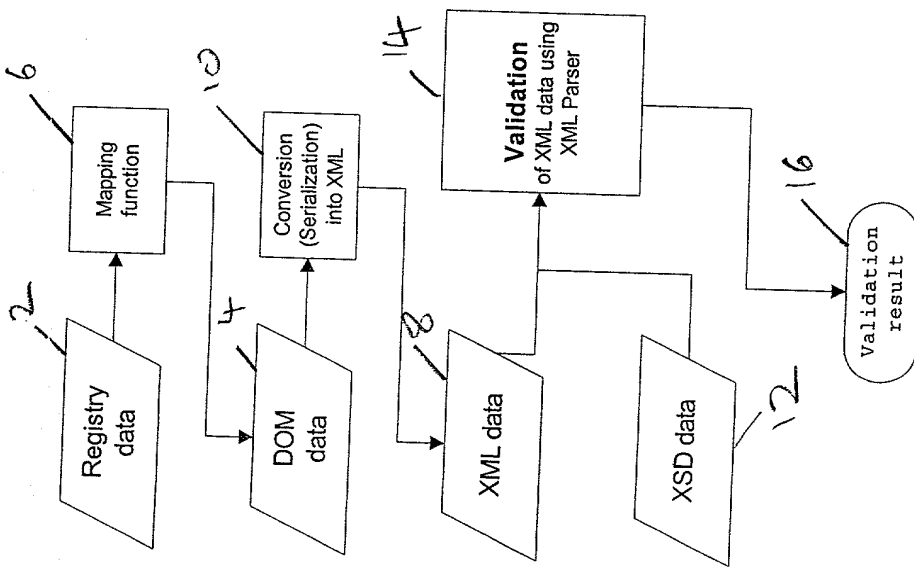 2
Registry
data
6
Mapping
function
4
DOM
data
10
Conversion
(Serialization)
into XML
8
XML data
14
Validation
of XML data using
XML Parser
XSD data
12
16
Validation
result